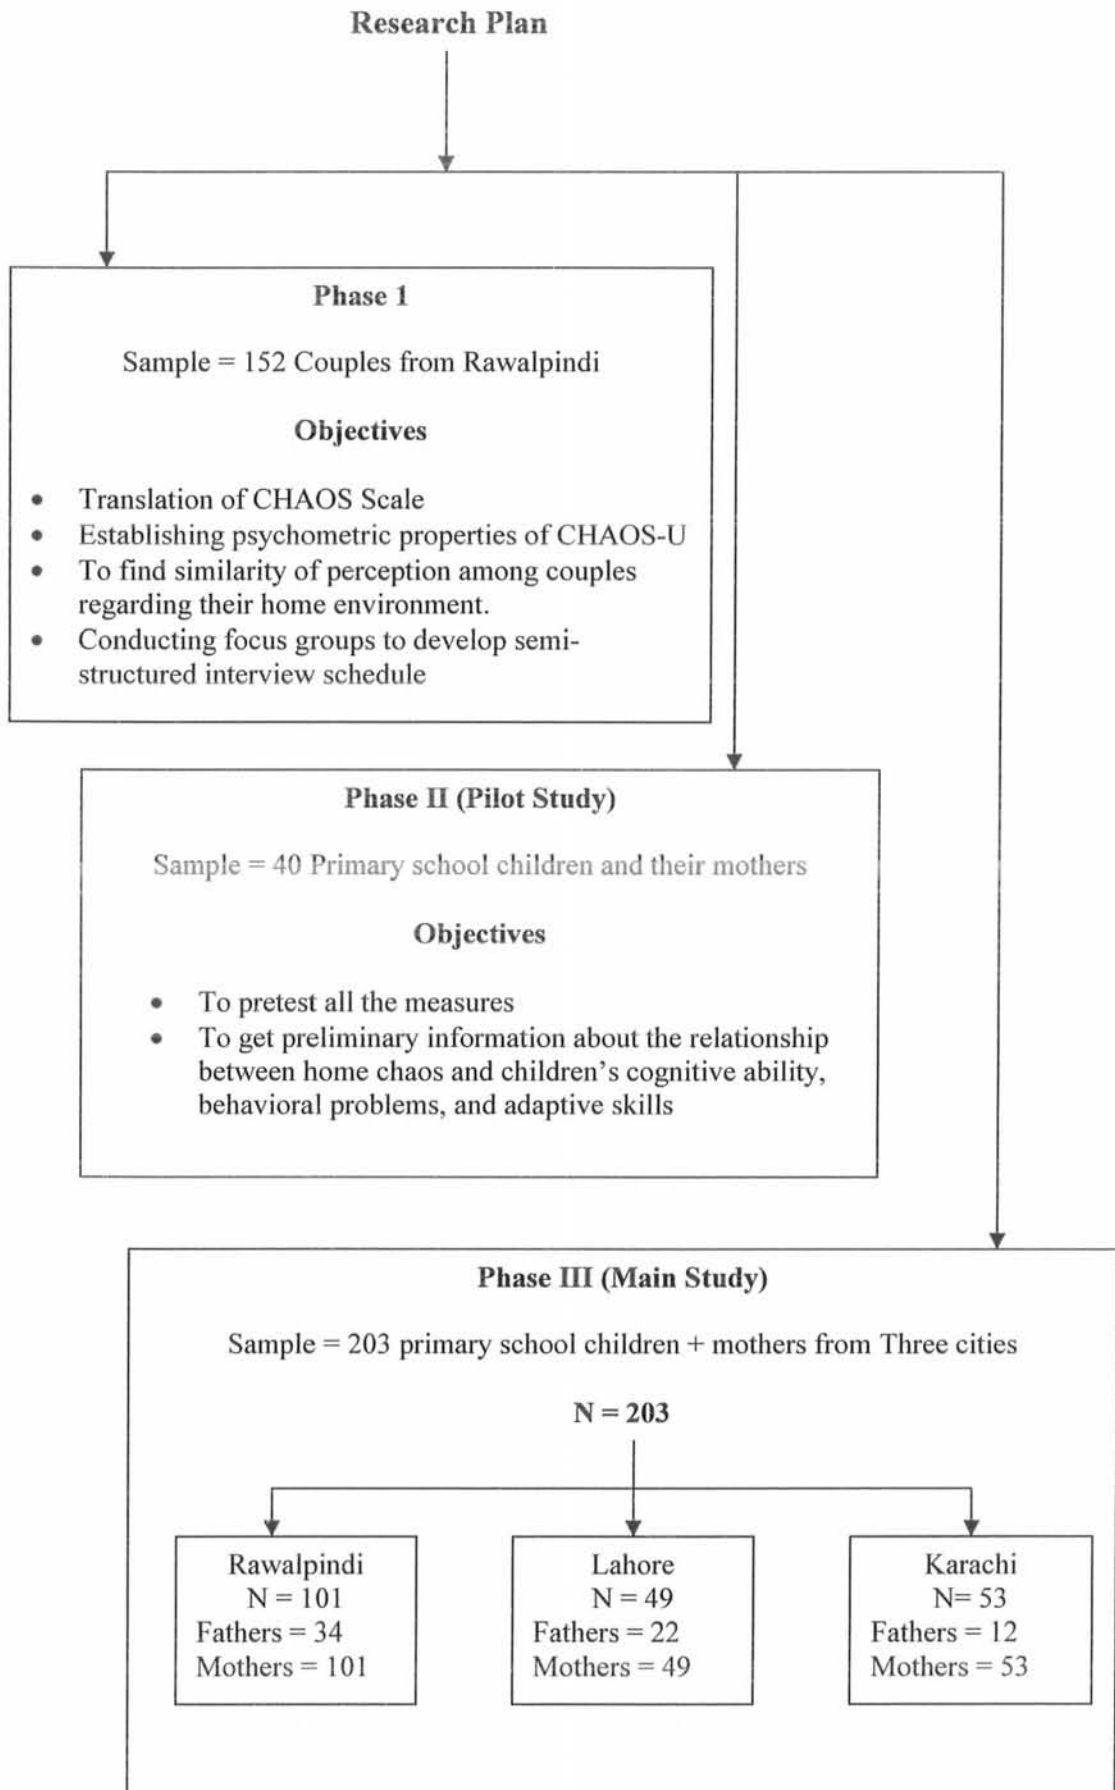 Research Plan
Phase 1
Sample = 152 Couples from Rawalpindi
Objectives
• Translation of CHAOS Scale
• Establishing psychometric properties of CHAOS-U
• To find similarity of perception among couples
regarding their home environment.
• Conducting focus groups to develop semi-
structured interview schedule
Phase II (Pilot Study)
Sample = 40 Primary school children and their mothers
Objectives
• To pretest all the measures
• To get preliminary information about the relationship
between home chaos and children's cognitive ability,
behavioral problems, and adaptive skills
Phase III (Main Study)
Sample = 203 primary school children + mothers from Three cities
N = 203
Rawalpindi
N = 101
Fathers = 34
Mothers = 101
Lahore
N = 49
Fathers = 22
Mothers = 49
Karachi
N= 53
Fathers = 12
Mothers = 53